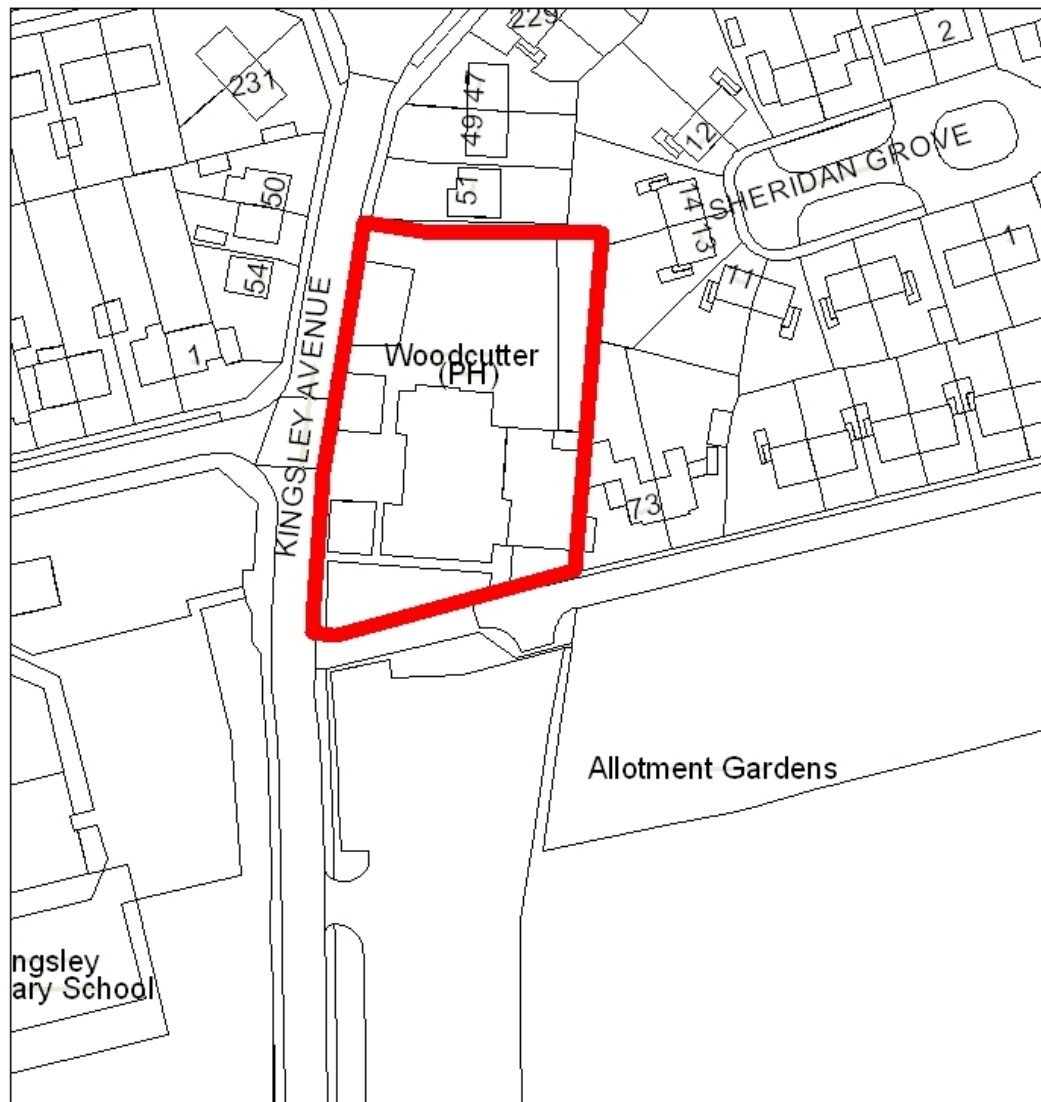 229
2
47
49
231
12
SHERIDAN GROVE
50
51
14
13
54
11
1
KINGSLEY AVENUE
1
Woodcutter
(PH)
73
Allotment Gardens
ngsley
ary School